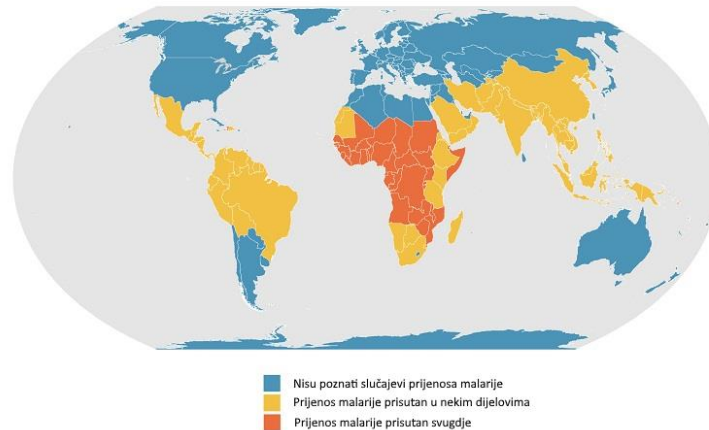 Nisu poznati slučajevi prijenosa malarije
Prijenos malarije prisutan u nekim dijelovima
Prijenos malarije prisutan svugdje